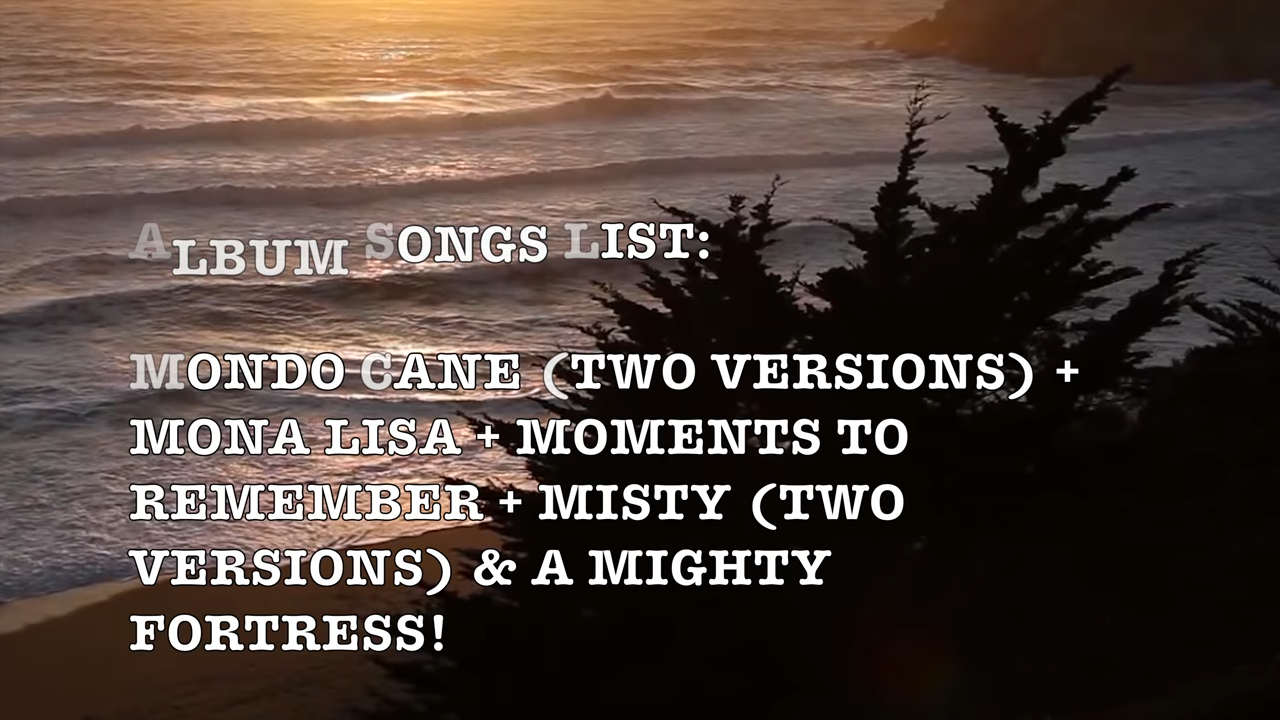 ALBUM SONGS LIST:
MONDO CANE (TWO VERSIONS) +
MONA LISA + MOMENTS TO
REMEMBER + MISTY (TWO
VERSIONS) & A MIGHTY
FORTRESS!